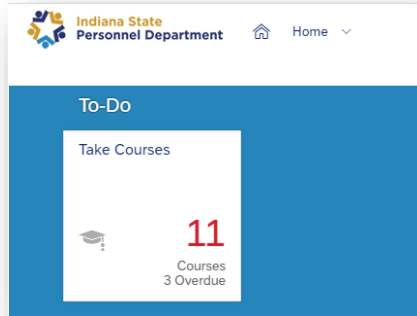 Indiana State
Personnel Department
Home
To-Do
Take Courses
11
Courses
3 Overdue